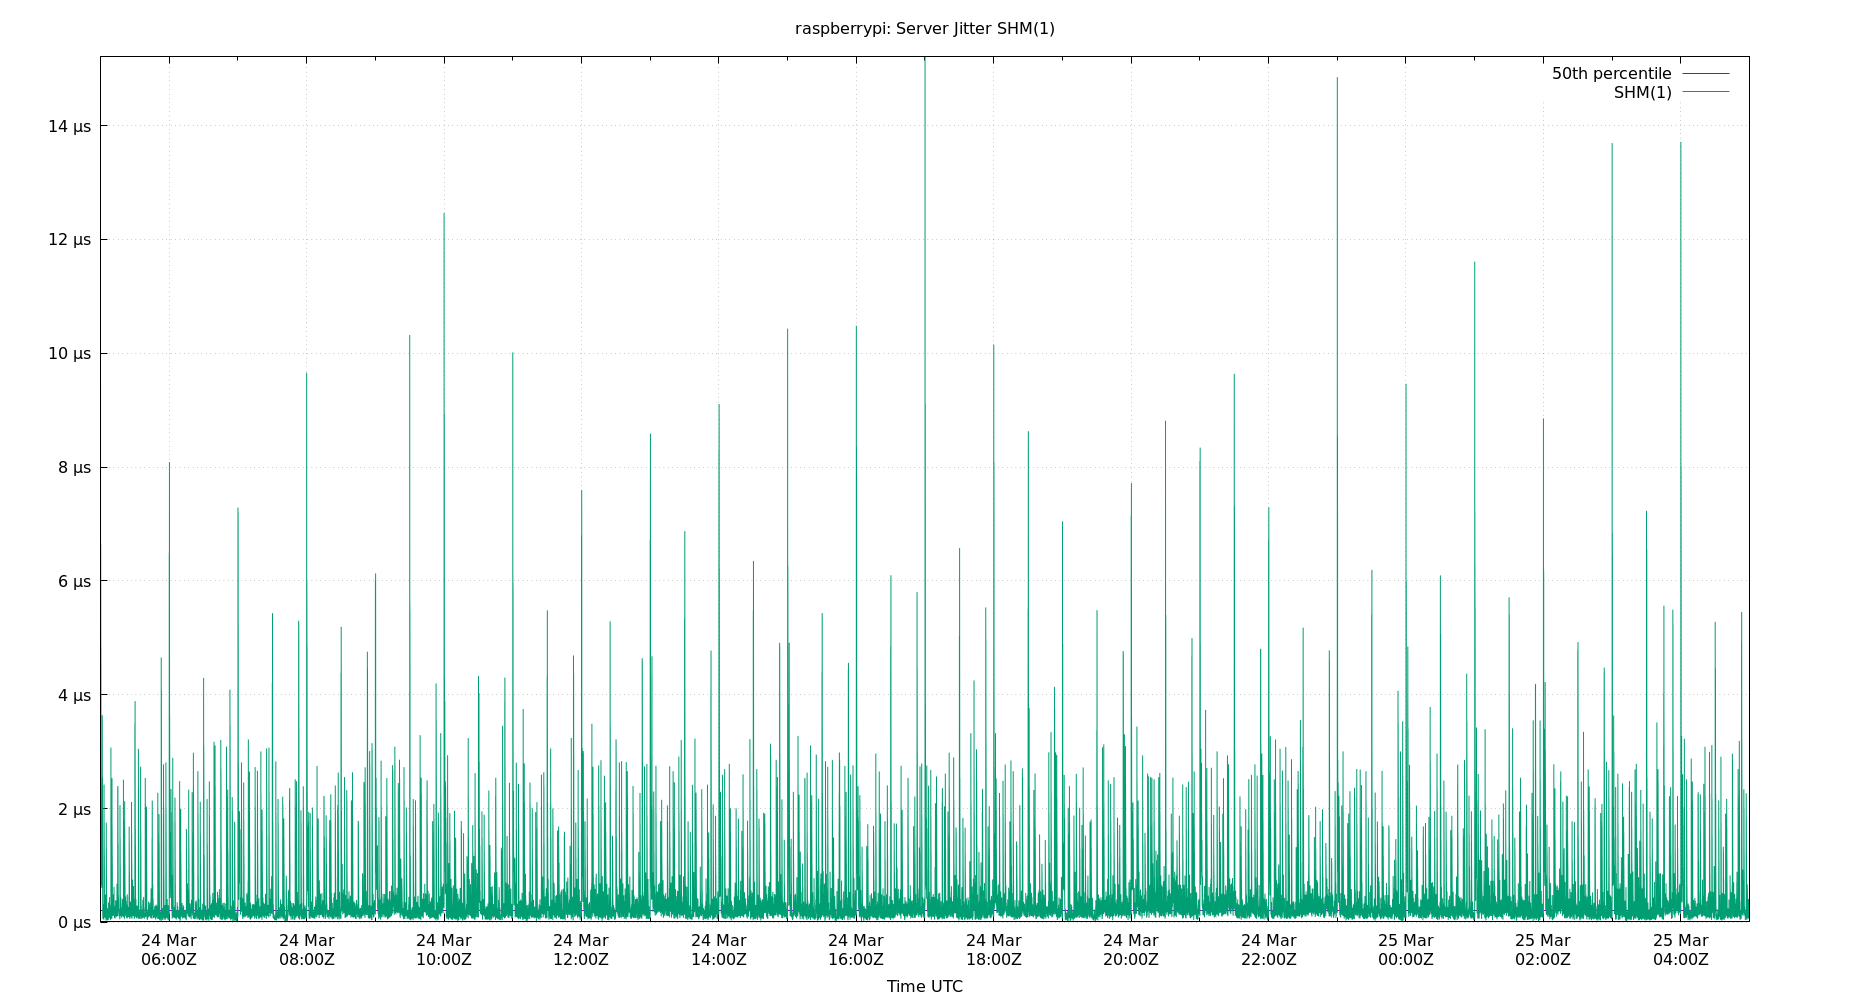 raspberrypi: Server Jitter SHM(1)
50th percentile
SHM(1)
14 µs
12 µs
10 µs
8 µs
6 µs
4 µs
2 µs
0 µs
24 Mar 24 Mar 24 Mar 24 Mar 24 Mar 24 Mar 24 Mar 24 Mar 24 Mar 25 Mar 25 Mar 25 Mar
06:00Z 08:00Z 10:00Z 12:00Z 14:00Z 16:00Z 18:00Z 20:00Z 22:00Z 00:00Z 02:00Z 04:00Z
Time UTC